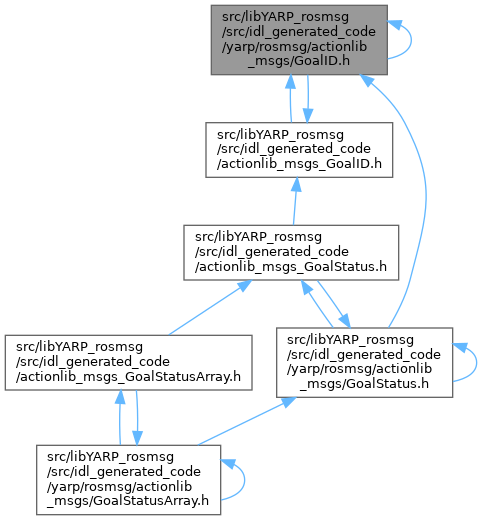 src/libYARP_rosmsg
/src/idl_generated_code
/yarp/rosmsg/actionlib
_msgs/GoalID.h
src/libYARP_rosmsg
/src/idl_generated_code
/actionlib_msgs_GoalID.h
src/libYARP_rosmsg
/src/idl_generated_code
/actionlib_msgs_GoalStatus.h
src/libYARP_rosmsg
/src/idl_generated_code
/actionlib_msgs_GoalStatusArray.h
src/libYARP_rosmsg
/src/idl_generated_code
/yarp/rosmsg/actionlib
_msgs/GoalStatus.h
src/libYARP_rosmsg
/src/idl_generated_code
/yarp/rosmsg/actionlib
_msgs/GoalStatusArray.h